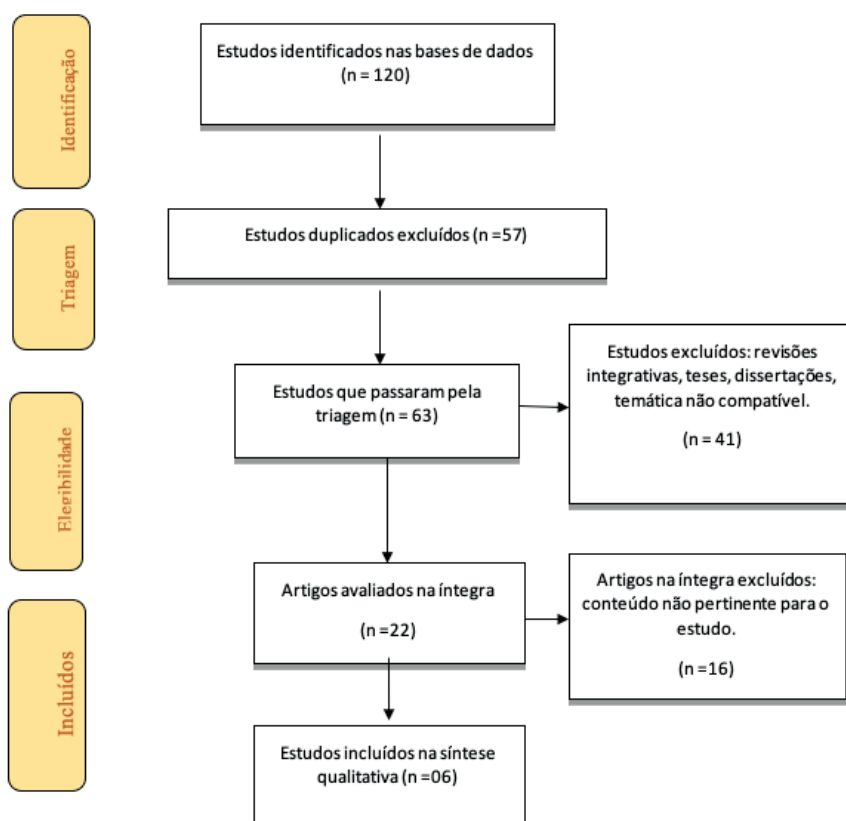 Identificação
Estudos identificados nas bases de dados
(n = 120)
Triagem
Estudos duplicados excluídos (n =57)
Estudos que passaram pela
triagem (n = 63)
Estudos excluídos: revisões
integrativas, teses, dissertações,
temática não compatível.
(n = 41)
Elegibilidade
Artigos avaliados na íntegra
(n =22)
Artigos na íntegra excluídos:
conteúdo não pertinente para o
estudo.
(n =16)
Incluídos
Estudos incluídos na síntese
qualitativa (n =06)